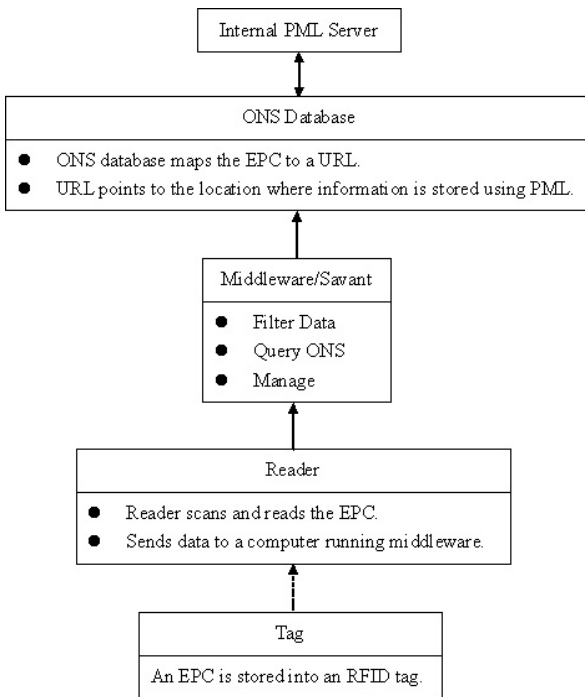 Internal PML Server
ONS Database
● ONS database maps the EPC to a URL.
● URL points to the location where information is stored using PML.
Middleware/Savant
● Filter Data
● Query ONS
● Manage
Reader
● Reader scans and reads the EPC.
● Sends data to a computer running middleware.
Tag
An EPC is stored into an RFID tag.